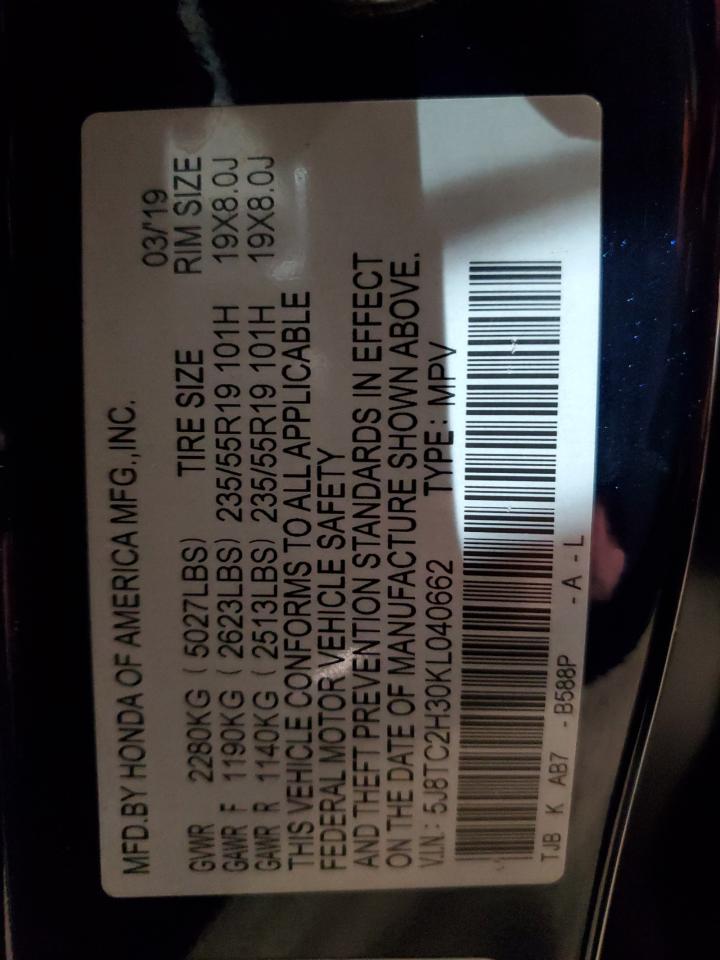 MFD.BY HONDA OF AMERICA MFG.,INC. 03/'19
TIRE SIZE RIM SIZE
GVWR 2280KG ( 5027LBS)
GAWR F 1190KG ( 2623LBS) 235/55R19 101H 19X8.0J
GAWR R 1140KG ( 2513LBS) 235/55R19 101H 19X8.0J
THIS VEHICLE CONFORMS TO ALL APPLICABLE
FEDERAL MOTOR VEHICLE SAFETY
AND THEFT PREVENTION STANDARDS IN EFFECT
ON THE DATE OF MANUFACTURE SHOWN ABOVE.
V.I.N.: 5J8TC2H30KL040662 TYPE: MPV
TJB K AB7 - B588P - A - L